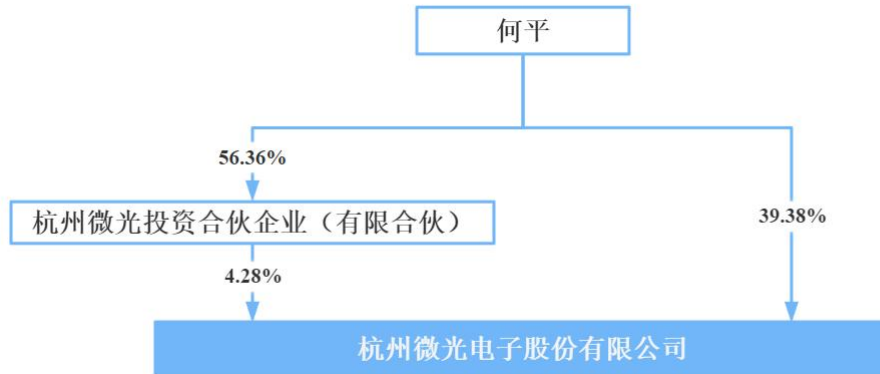 何平
56.36%
杭州微光投资合伙企业（有限合伙）
39.38%
4.28%
杭州微光电子股份有限公司